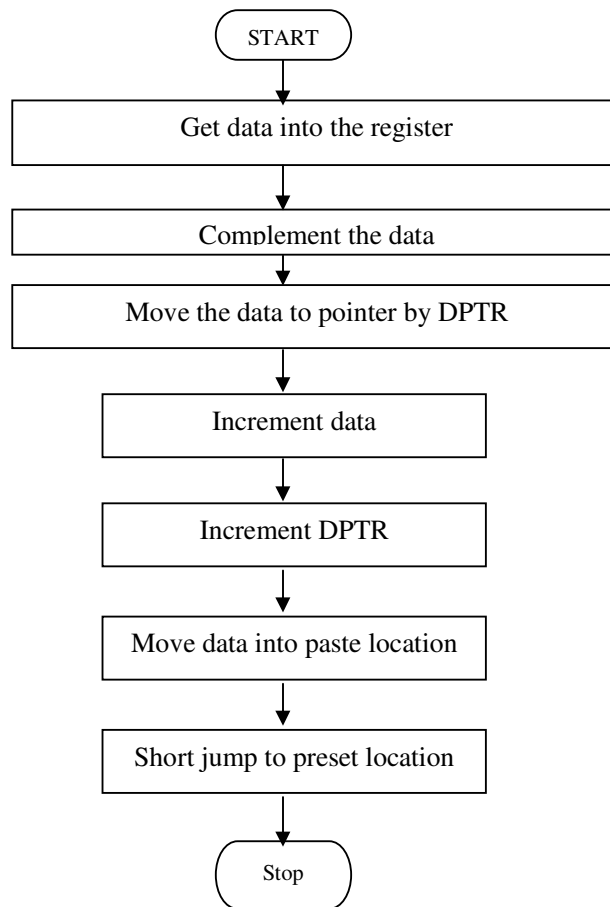 START
Get data into the register
Complement the data
Move the data to pointer by DPTR
Increment data
Increment DPTR
Move data into paste location
Short jump to preset location
Stop